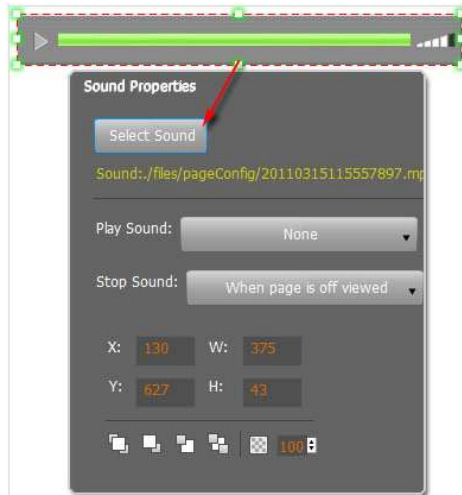 Sound Properties
Select Sound
Sound:./files/pageConfig/20110315115557897.mp
Play Sound: None
Stop Sound: When page is off viewed
X: 130 W: 375
Y: 627 H: 43
100